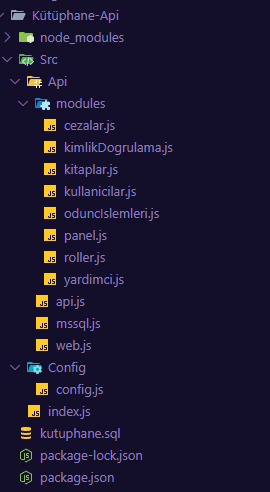 Kütüphane-Api
node_modules
Src
Api
modules
cezalar.js
kimlikDogrulama.js
kitaplar.js
kullanicilar.js
oduncIslemleri.js
panel.js
roller.js
yardimci.js
api.js
mssql.js
web.js
Config
config.js
index.js
kutuphane.sql
package-lock.json
package.json